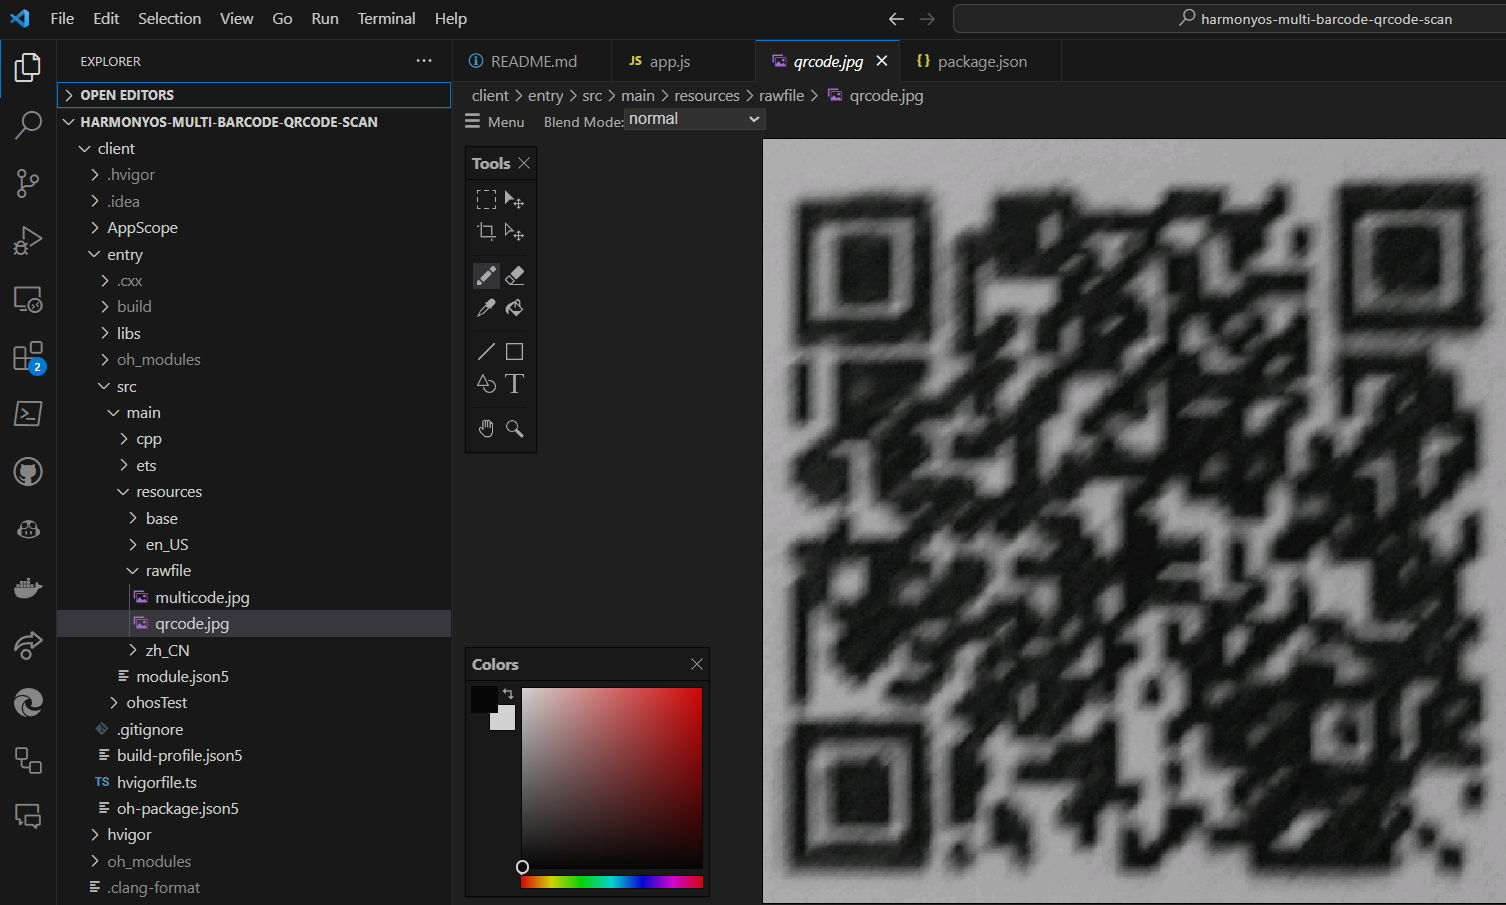 File Edit Selection View Go Run Terminal Help
harmonyos-multi-barcode-qrcode-scan
EXPLORER
OPEN EDITORS
HARMONYOS-MULTI-BARCODE-QRCODE-SCAN
client
.hvigor
.idea
AppScope
entry
.cxx
build
libs
oh_modules
src
main
cpp
ets
resources
base
en_US
rawfile
multicode.jpg
qrcode.jpg
zh_CN
module.json5
ohosTest
.gitignore
build-profile.json5
TS hvigorfile.ts
oh-package.json5
hvigor
oh_modules
.clang-format
2
README.md
JS app.js
qrcode.jpg
{} package.json
client > entry > src > main > resources > rawfile > qrcode.jpg
Menu Blend Mode: normal
Tools
T
Colors